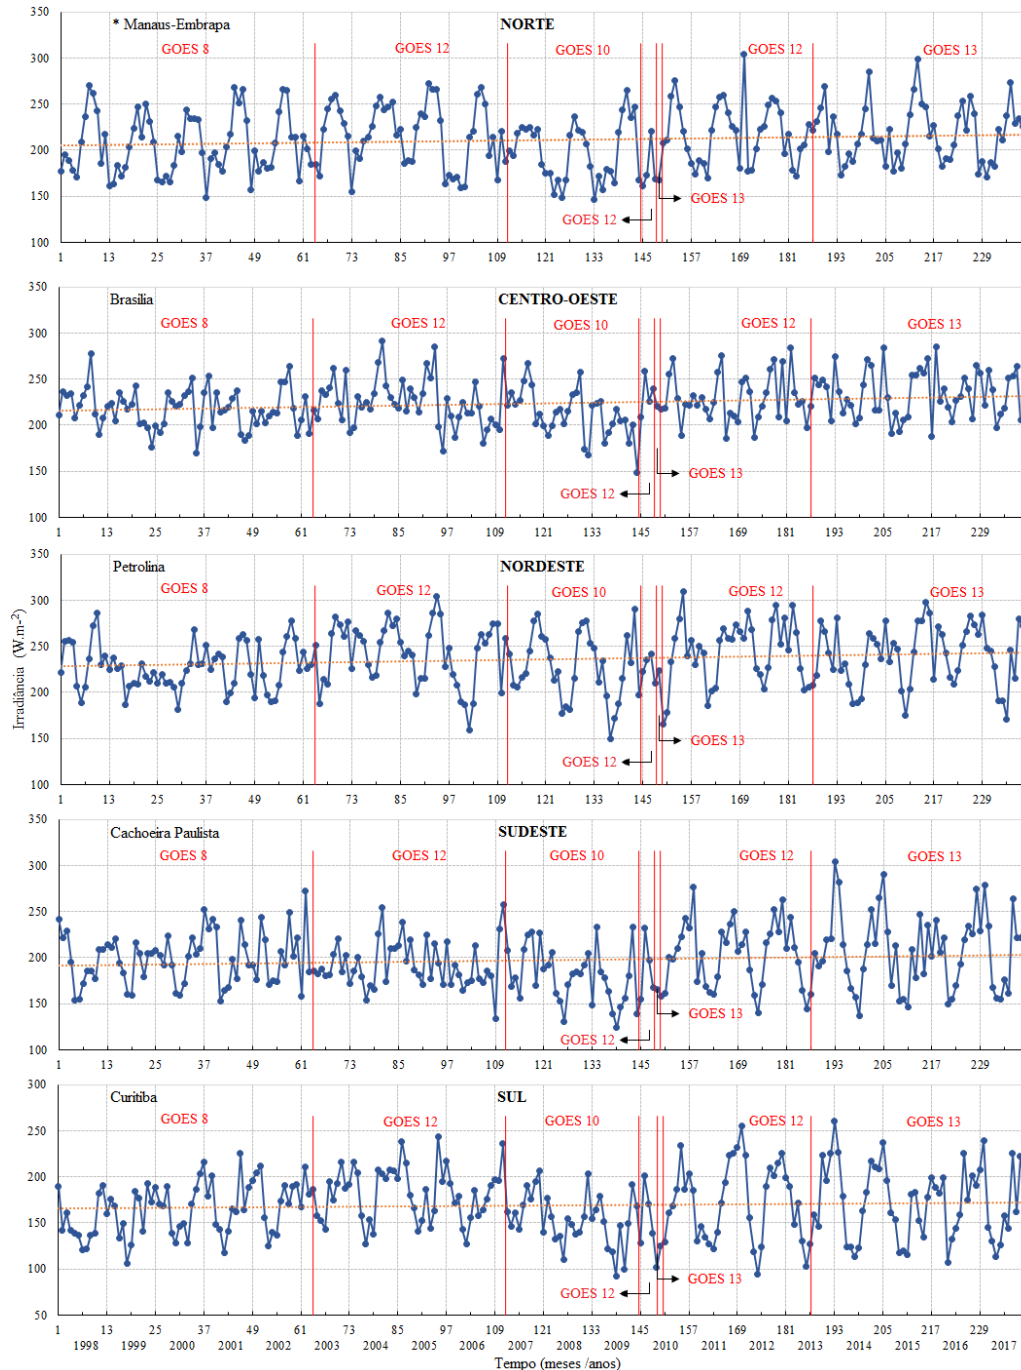 * Manaus-Embrapa NORTE
GOES 8 GOES 12 GOES 10 GOES 12 GOES 13
350
300
250
200
150
100
GOES 13
GOES 12
1 13 25 37 49 61 73 85 97 109 121 133 145 157 169 181 193 205 217 229
Brasilia CENTRO-OESTE
GOES 8 GOES 12 GOES 10 GOES 12 GOES 13
350
300
250
200
150
100
GOES 13
GOES 12
1 13 25 37 49 61 73 85 97 109 121 133 145 157 169 181 193 205 217 229
Petrolina NORDESTE
GOES 8 GOES 12 GOES 10 GOES 12 GOES 13
350
300
250
200
150
100
GOES 13
GOES 12
1 13 25 37 49 61 73 85 97 109 121 133 145 157 169 181 193 205 217 229
Irradiância (W.m-²)
Cachoeira Paulista SUDESTE
GOES 8 GOES 12 GOES 10 GOES 12 GOES 13
350
300
250
200
150
100
GOES 13
GOES 12
1 13 25 37 49 61 73 85 97 109 121 133 145 157 169 181 193 205 217 229
Curitiba SUL
GOES 8 GOES 12 GOES 10 GOES 12 GOES 13
300
250
200
150
100
50
GOES 13
GOES 12
1 13 25 37 49 61 73 85 97 109 121 133 145 157 169 181 193 205 217 229
1998 1999 2000 2001 2002 2003 2004 2005 2006 2007 2008 2009 2010 2011 2012 2013 2014 2015 2016 2017
Tempo (meses /anos)